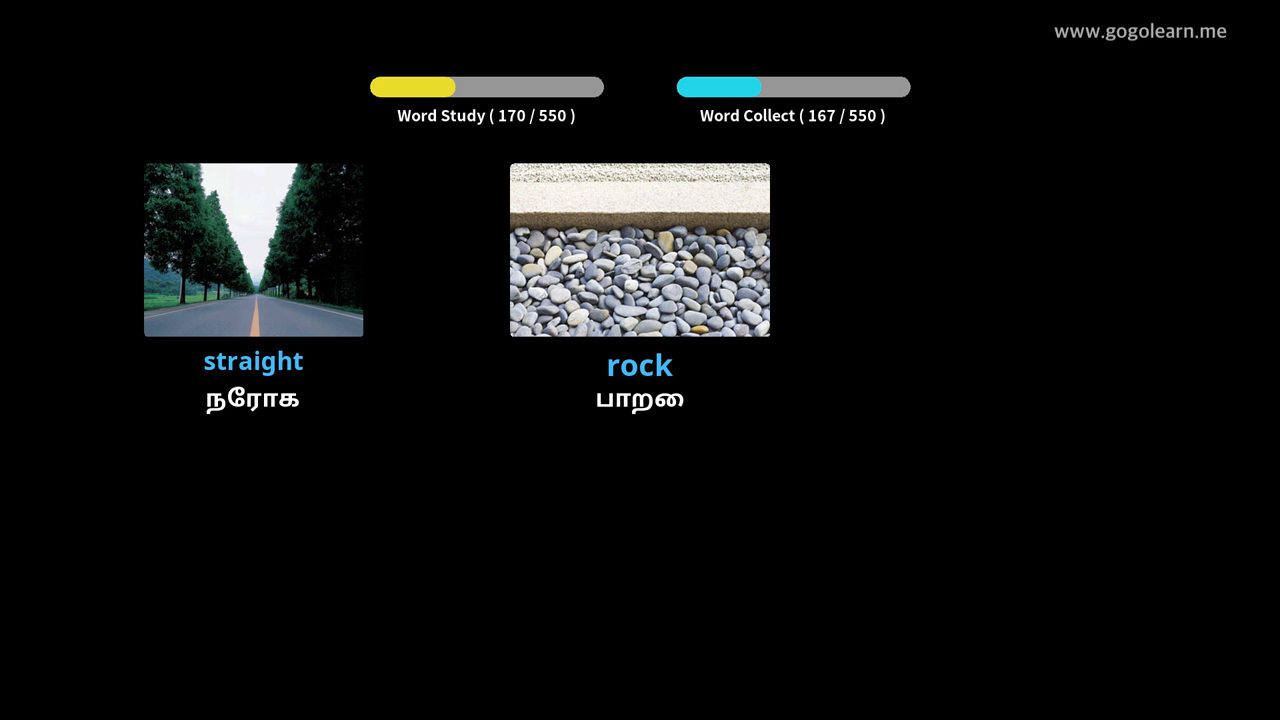 www.gogolearn.me
Word Study ( 170 / 550 )
Word Collect ( 167 / 550 )
straight
நரோக
rock
பாறை